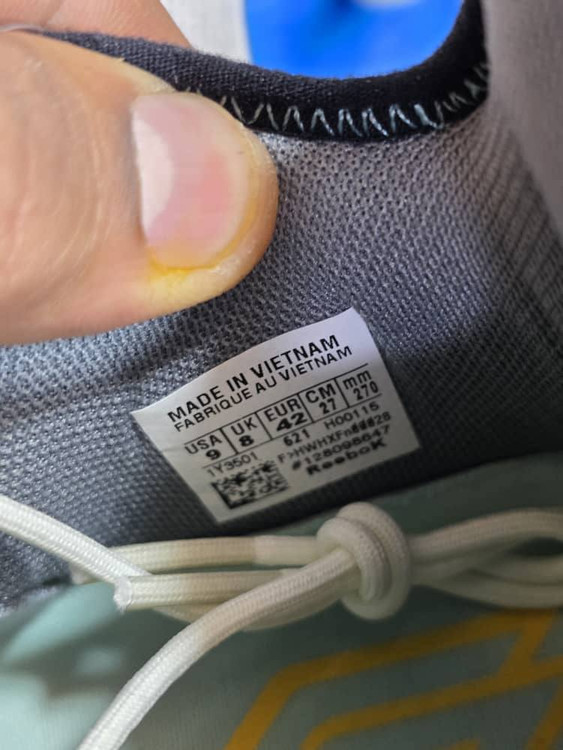 MADE IN VIETNAM
FABRIQUE AU VIETNAM
USA UK EUR CM mm
9 8 42 27 270
1Y3501 621 H00115
#128098847
Reebok